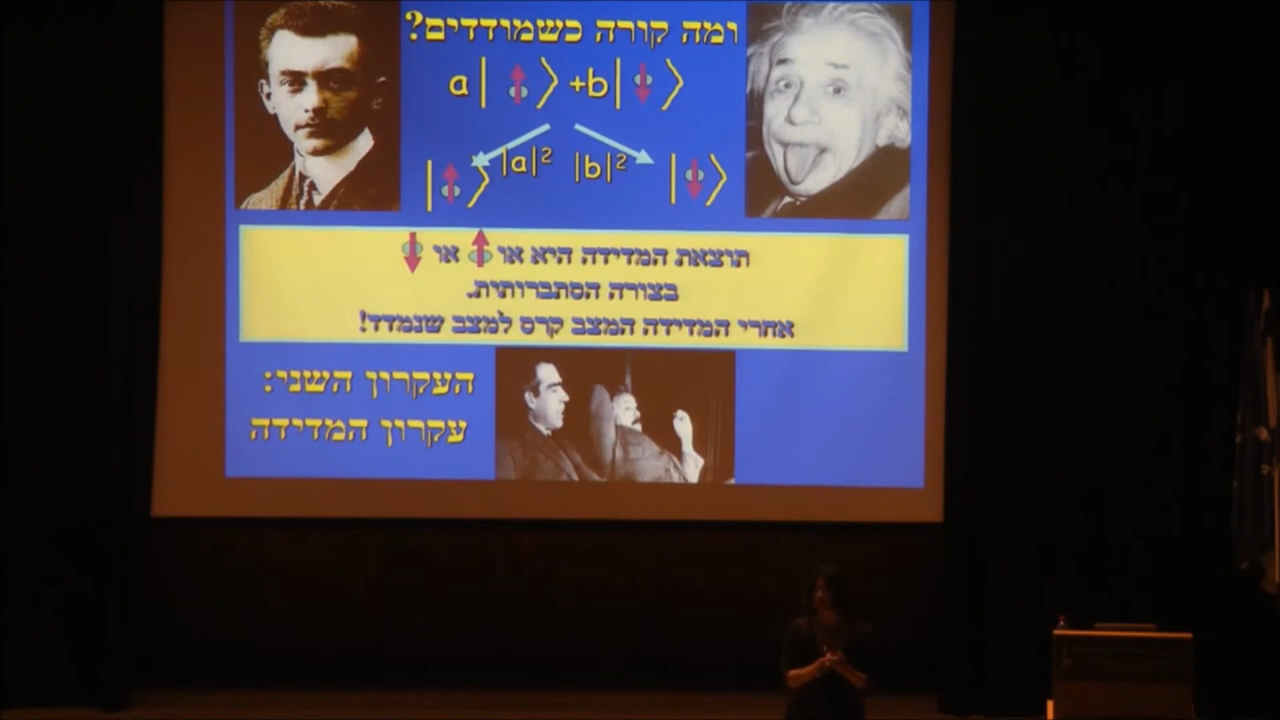 ומה קורה כשמודדים?
a| ⟩+b| ⟩
| ⟩ |a|² |b|² | ⟩
תוצאת המדידה היא או או
בצורה הסתברותית.
אחרי המדידה המצב קרס למצב שנמדד!
העקרון השני:
עקרון המדידה